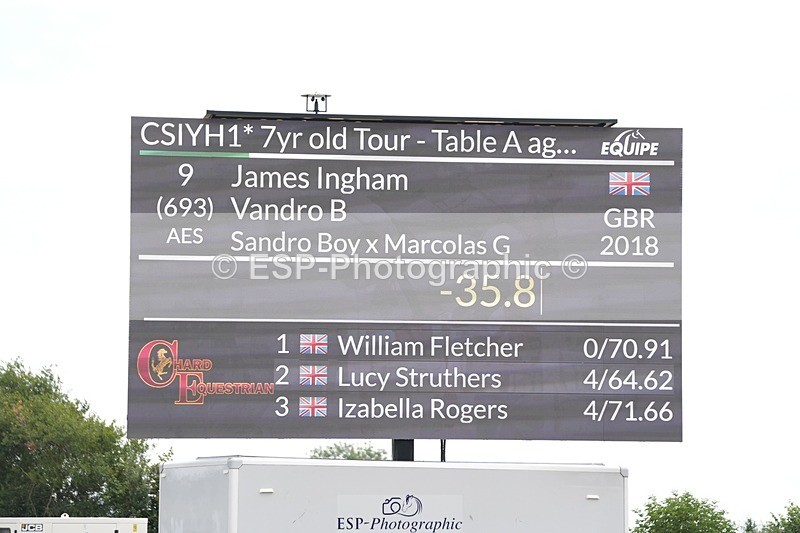 CSIYH1* 7yr old Tour - Table A ag...
EQUIPE
9 James Ingham
(693) Vandro B GBR
AES Sandro Boy x Marcolas G 2018
© ESP-Photographic ©
-35.8
CHARD
EQUESTRIAN
1 William Fletcher 0/70.91
2 Lucy Struthers 4/64.62
3 Izabella Rogers 4/71.66
JCB
ESP-Photographic